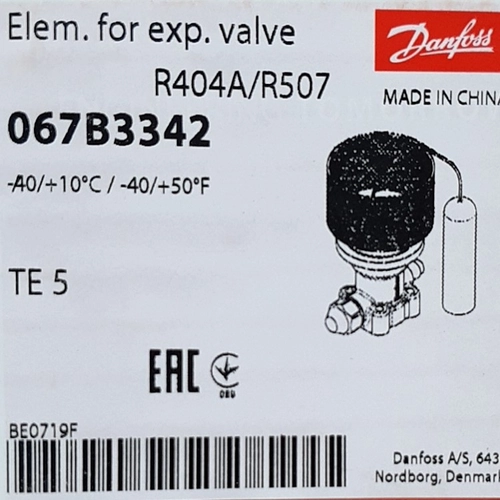 Elem. for exp. valve
Danfoss
R404A/R507
MADE IN CHINA
067B3342
-40/+10°C / -40/+50°F
TE 5
EAC
BE0719F
Danfoss A/S, 643
Nordborg, Denmark